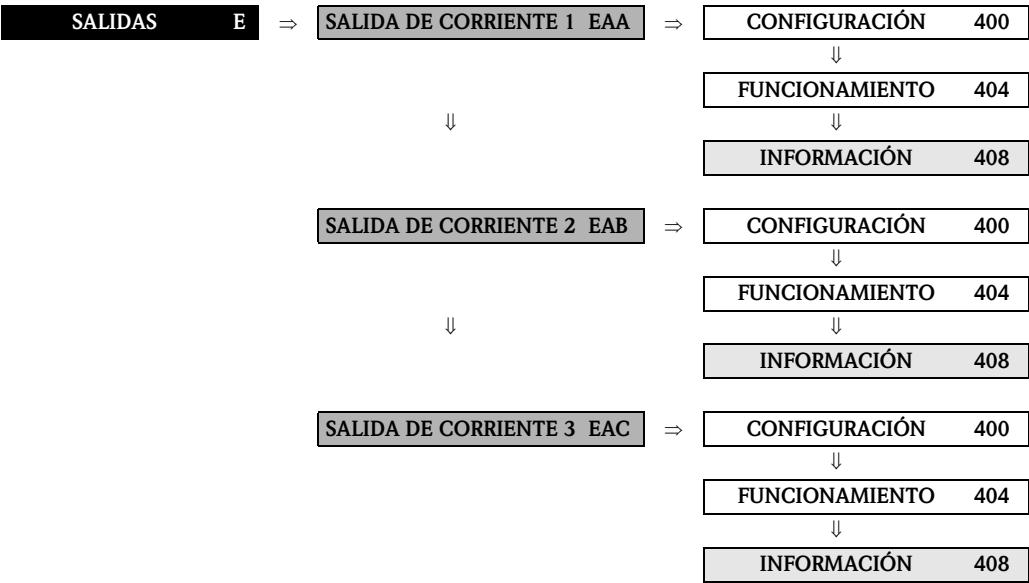 SALIDAS E ⇒ SALIDA DE CORRIENTE 1 EAA ⇒ CONFIGURACIÓN 400
⇓
FUNCIONAMIENTO 404
⇓ ⇓
INFORMACIÓN 408
SALIDA DE CORRIENTE 2 EAB ⇒ CONFIGURACIÓN 400
⇓
FUNCIONAMIENTO 404
⇓ ⇓
INFORMACIÓN 408
SALIDA DE CORRIENTE 3 EAC ⇒ CONFIGURACIÓN 400
⇓
FUNCIONAMIENTO 404
⇓
INFORMACIÓN 408